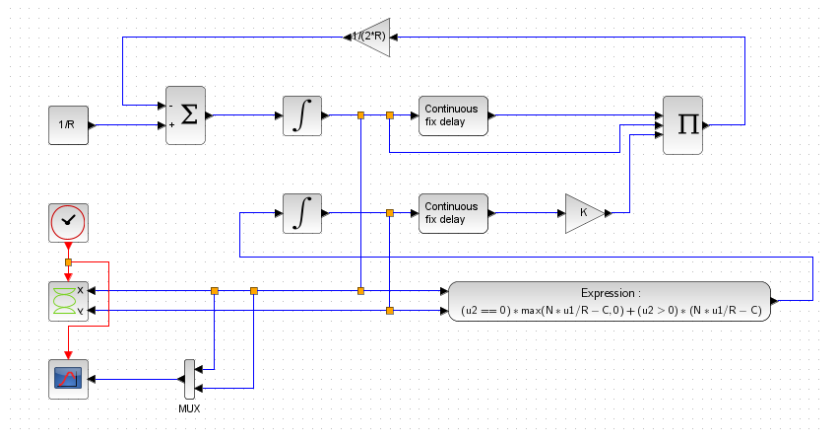 1/(2*R)
1/R
-
+
Σ
∫
Continuous
fix delay
Π
∫
Continuous
fix delay
K
X
Y
Expression :
(u2 == 0) * max(N * u1/R − C, 0) + (u2 > 0) * (N * u1/R − C)
MUX